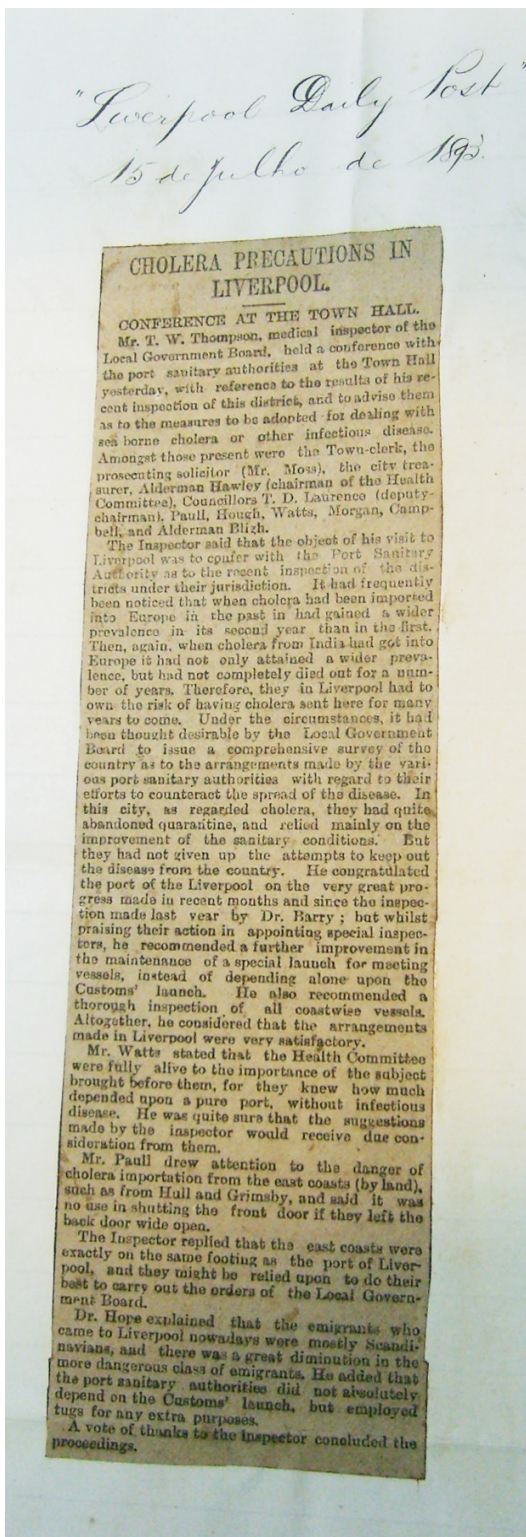 "Liverpool Daily Post"
15 de Julho de 1893.
CHOLERA PRECAUTIONS IN
LIVERPOOL.
CONFERENCE AT THE TOWN HALL.
Mr. T. W. Thompson, medical inspector of the
Local Government Board, held a conference with
the port sanitary authorities at the Town Hall
yesterday, with reference to the results of his re-
cent inspection of this district, and to advise them
as to the measures to be adopted for dealing with
sea borne cholera or other infectious disease.
Amongst those present were the Town-clerk, the
prosecuting solicitor (Mr. Moss), the city trea-
surer, Alderman Hawley (chairman of the Health
Committee), Councillors T. D. Laurence (deputy-
chairman), Paull, Hough, Watts, Morgan, Camp-
bell, and Alderman Bligh.
The Inspector said that the object of his visit to
Liverpool was to confer with the Port Sanitary
Authority as to the recent inspection of the dis-
tricts under their jurisdiction. It had frequently
been noticed that when cholera had been imported
into Europe in the past in had gained a wider
prevalence in its second year than in the first.
Then, again, when cholera from India had got into
Europe it had not only attained a wider preva-
lence, but had not completely died out for a num-
ber of years. Therefore, they in Liverpool had to
own the risk of having cholera sent here for many
years to come. Under the circumstances, it had
been thought desirable by the Local Government
Board to issue a comprehensive survey of the
country as to the arrangements made by the vari-
ous port sanitary authorities with regard to their
efforts to counteract the spread of the disease. In
this city, as regarded cholera, they had quite
abandoned quarantine, and relied mainly on the
improvement of the sanitary conditions. But
they had not given up the attempts to keep out
the disease from the country. He congratulated
the port of the Liverpool on the very great pro-
gress made in recent months and since the inspec-
tion made last year by Dr. Barry; but whilst
praising their action in appointing special inspec-
tors, he recommended a further improvement in
the maintenance of a special launch for meeting
vessels, instead of depending alone upon the
Customs' launch. He also recommended a
thorough inspection of all coastwise vessels.
Altogether, he considered that the arrangements
made in Liverpool were very satisfactory.
Mr. Watts stated that the Health Committee
were fully alive to the importance of the subject
brought before them, for they knew how much
depended upon a pure port, without infectious
disease. He was quite sure that the suggestions
made by the inspector would receive due con-
sideration from them.
Mr. Paull drew attention to the danger of
cholera importation from the east coasts (by land),
such as from Hull and Grimsby, and said it was
no use in shutting the front door if they left the
back door wide open.
The Inspector replied that the east coasts were
exactly on the same footing as the port of Liver-
pool, and they might be relied upon to do their
best to carry out the orders of the Local Govern-
ment Board.
Dr. Hope explained that the emigrants who
came to Liverpool nowadays were mostly Scandi-
navians, and there was a great diminution in the
more dangerous class of emigrants. He added that
the port sanitary authorities did not absolutely
depend on the Customs' launch, but employed
tugs for any extra purposes.
A vote of thanks to the Inspector concluded the
proceedings.